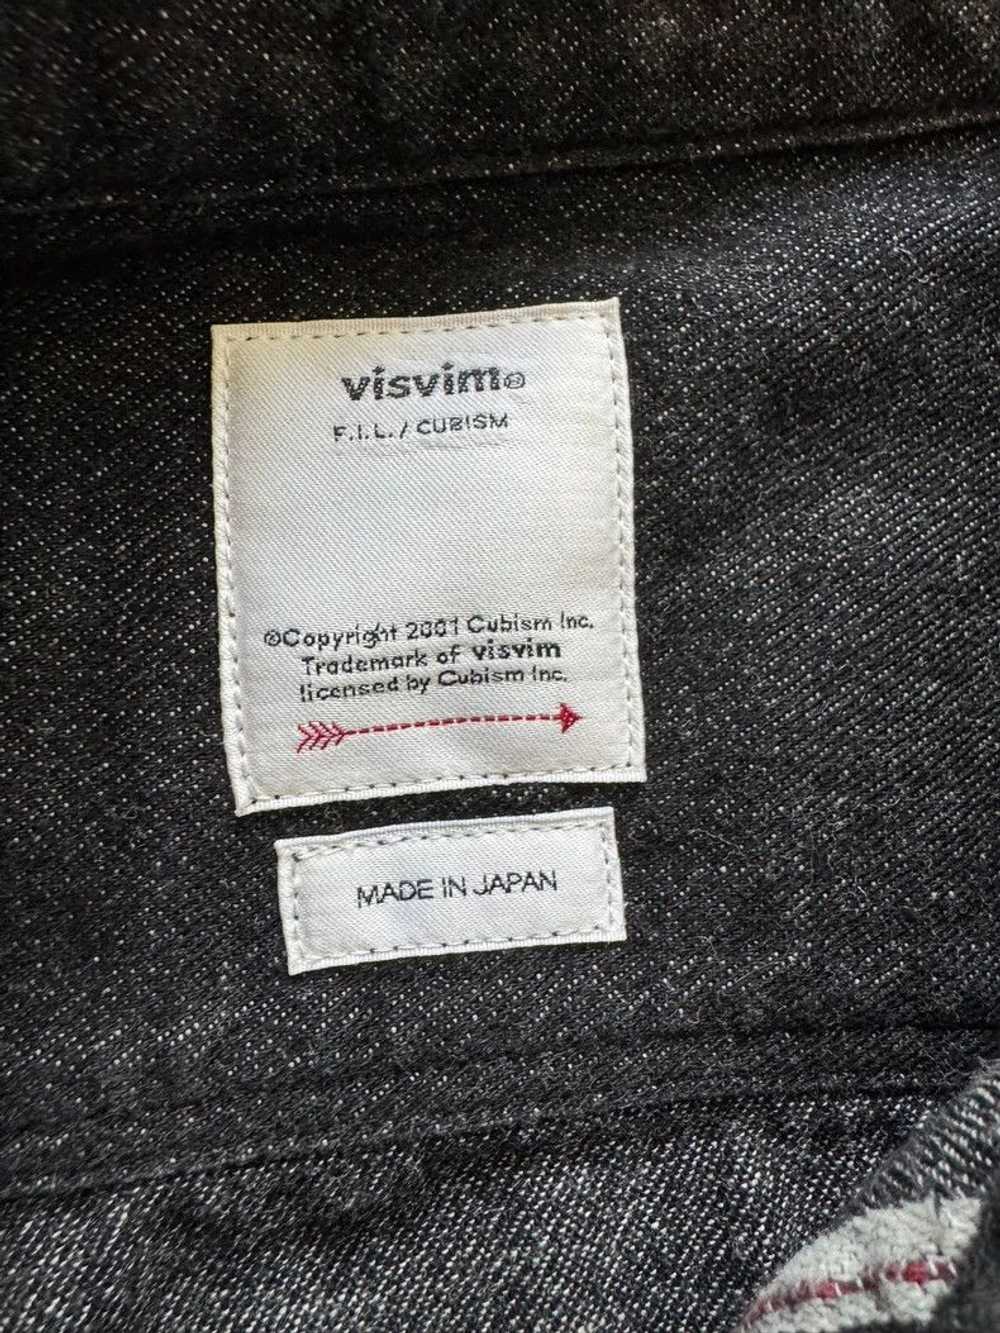 visvim®
F.I.L. / CUBISM
©Copyright 2001 Cubism Inc.
Trademark of visvim
licensed by Cubism Inc.
MADE IN JAPAN